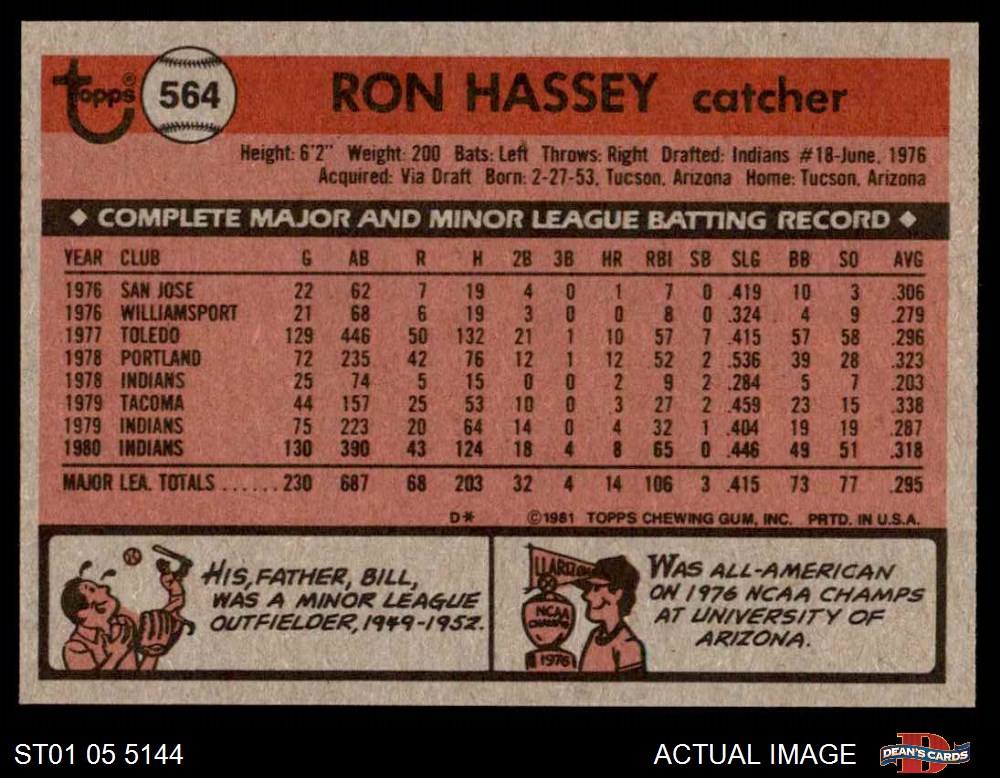 topps® 564 RON HASSEY catcher
Height: 6'2" Weight: 200 Bats: Left Throws: Right Drafted: Indians #18-June, 1976
Acquired: Via Draft Born: 2-27-53, Tucson, Arizona Home: Tucson, Arizona
◆ COMPLETE MAJOR AND MINOR LEAGUE BATTING RECORD ◆
YEAR CLUB G AB R H 2B 3B HR RBI SB SLG BB SO AVG
1976 SAN JOSE 22 62 7 19 4 0 1 7 0 .419 10 3 .306
1976 WILLIAMSPORT 21 68 6 19 3 0 0 8 0 .324 4 9 .279
1977 TOLEDO 129 446 50 132 21 1 10 57 7 .415 57 58 .296
1978 PORTLAND 72 235 42 76 12 1 12 52 2 .536 39 28 .323
1978 INDIANS 25 74 5 15 0 0 2 9 2 .284 5 7 .203
1979 TACOMA 44 157 25 53 10 0 3 27 2 .459 23 15 .338
1979 INDIANS 75 223 20 64 14 0 4 32 1 .404 19 19 .287
1980 INDIANS 130 390 43 124 18 4 8 65 0 .446 49 51 .318
MAJOR LEA. TOTALS ...... 230 687 68 203 32 4 14 106 3 .415 73 77 .295
D* ©1981 TOPPS CHEWING GUM, INC. PRTD. IN U.S.A.
HIS, FATHER, BILL,
WAS A MINOR LEAGUE
OUTFIELDER, 1949-1952.
NCAA
CHAMPS
1976
WAS ALL-AMERICAN
ON 1976 NCAA CHAMPS
AT UNIVERSITY OF
ARIZONA.
ST01 05 5144
ACTUAL IMAGE
DEAN'S CARDS